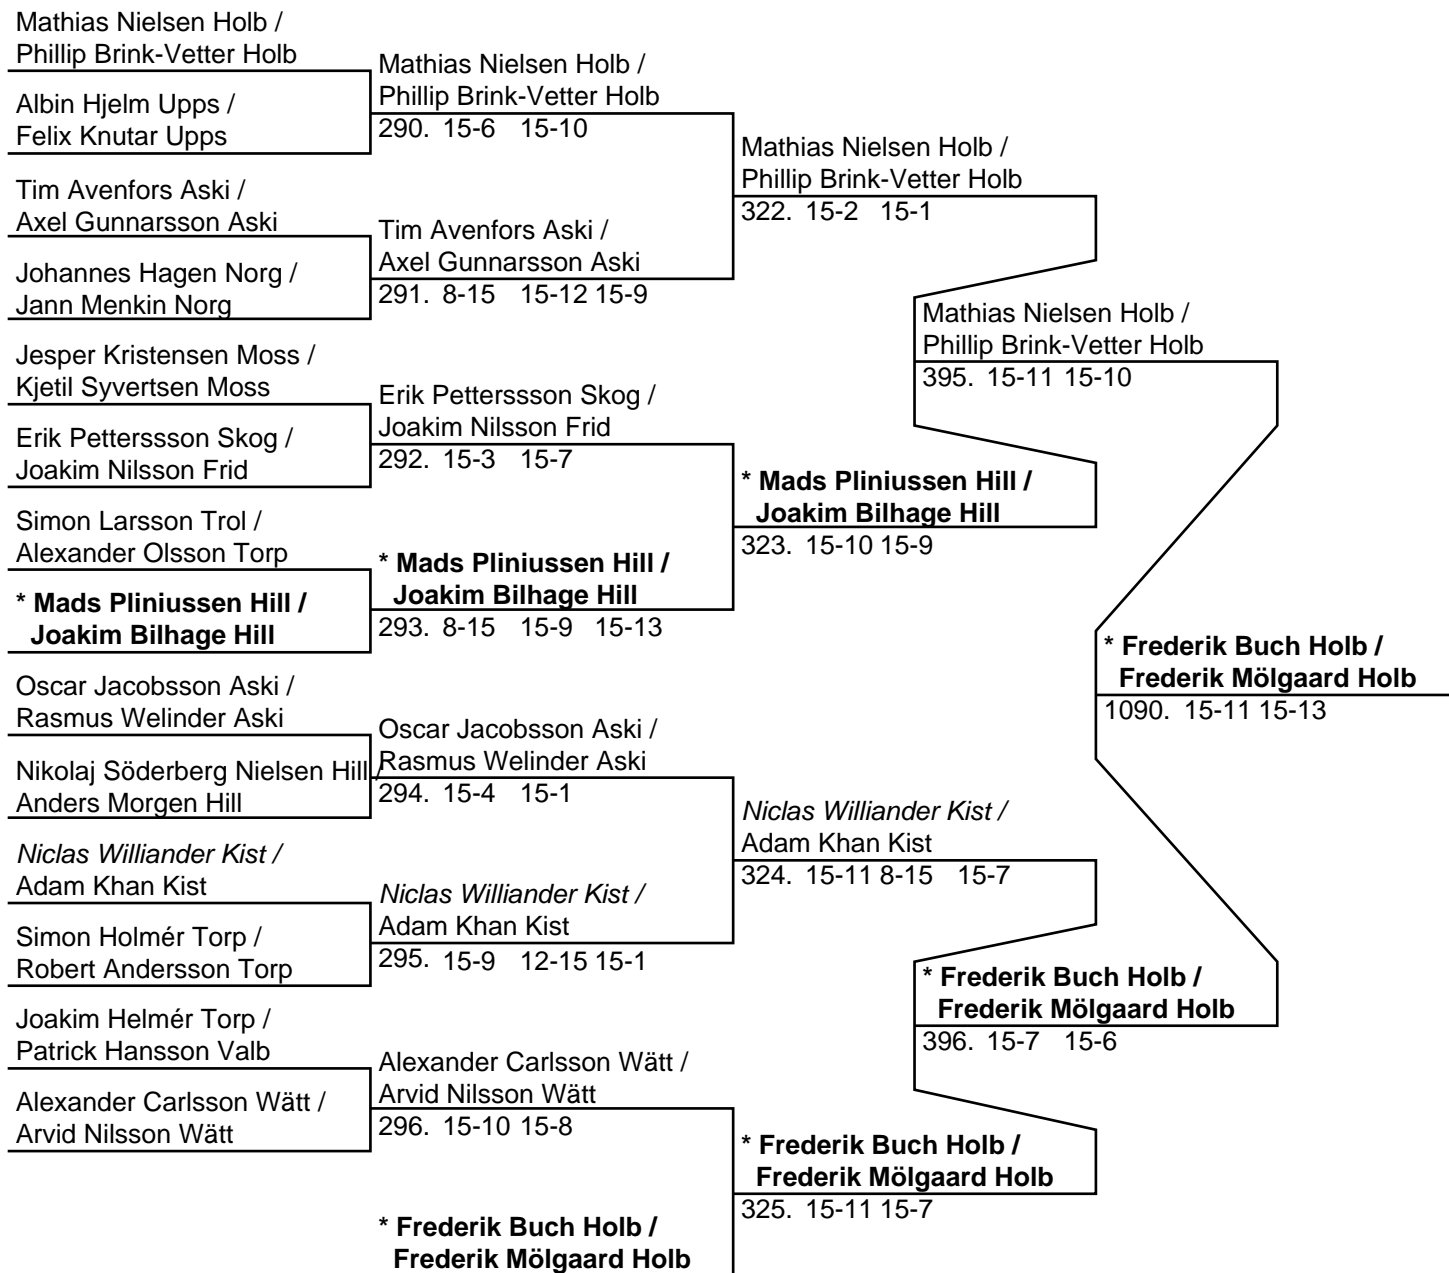 Mathias Nielsen Holb /
Phillip Brink-Vetter Holb
Albin Hjelm Upps /
Felix Knutar Upps
Tim Avenfors Aski /
Axel Gunnarsson Aski
Johannes Hagen Norg /
Jann Menkin Norg
Jesper Kristensen Moss /
Kjetil Syvertsen Moss
Erik Petterssson Skog /
Joakim Nilsson Frid
Simon Larsson Trol /
Alexander Olsson Torp
* Mads Pliniussen Hill /
Joakim Bilhage Hill
Oscar Jacobsson Aski /
Rasmus Welinder Aski
Nikolaj Söderberg Nielsen Hill /
Anders Morgen Hill
Niclas Williander Kist /
Adam Khan Kist
Simon Holmér Torp /
Robert Andersson Torp
Joakim Helmér Torp /
Patrick Hansson Valb
Alexander Carlsson Wätt /
Arvid Nilsson Wätt
Mathias Nielsen Holb /
Phillip Brink-Vetter Holb
290. 15-6 15-10
Tim Avenfors Aski /
Axel Gunnarsson Aski
291. 8-15 15-12 15-9
Erik Petterssson Skog /
Joakim Nilsson Frid
292. 15-3 15-7
* Mads Pliniussen Hill /
Joakim Bilhage Hill
293. 8-15 15-9 15-13
Oscar Jacobsson Aski /
Rasmus Welinder Aski
294. 15-4 15-1
Niclas Williander Kist /
Adam Khan Kist
295. 15-9 12-15 15-1
Alexander Carlsson Wätt /
Arvid Nilsson Wätt
296. 15-10 15-8
* Frederik Buch Holb /
Frederik Mölgaard Holb
Mathias Nielsen Holb /
Phillip Brink-Vetter Holb
322. 15-2 15-1
* Mads Pliniussen Hill /
Joakim Bilhage Hill
323. 15-10 15-9
Niclas Williander Kist /
Adam Khan Kist
324. 15-11 8-15 15-7
* Frederik Buch Holb /
Frederik Mölgaard Holb
325. 15-11 15-7
Mathias Nielsen Holb /
Phillip Brink-Vetter Holb
395. 15-11 15-10
* Frederik Buch Holb /
Frederik Mölgaard Holb
396. 15-7 15-6
* Frederik Buch Holb /
Frederik Mölgaard Holb
1090. 15-11 15-13